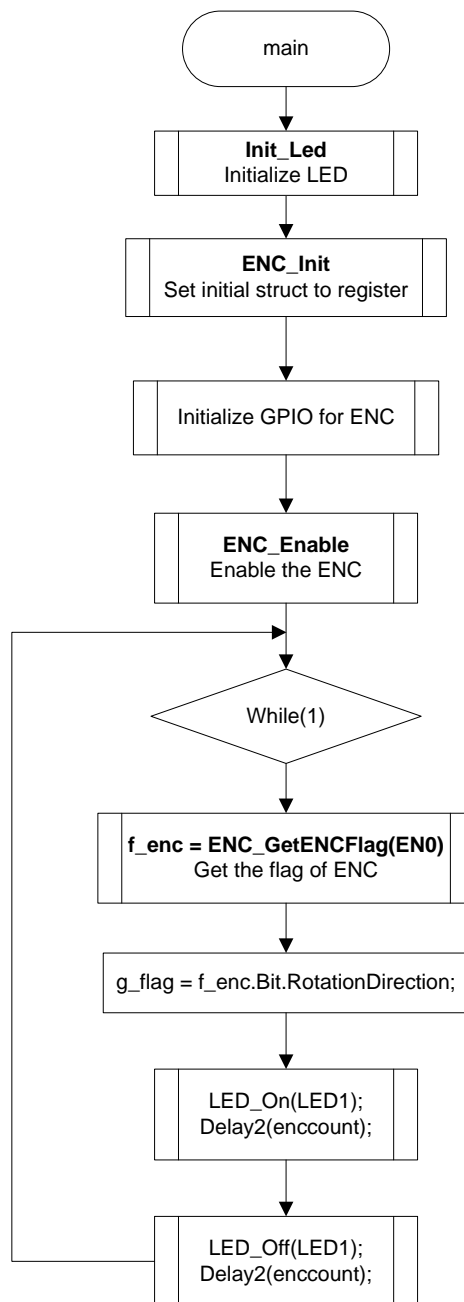 main
Init_Led
Initialize LED
ENC_Init
Set initial struct to register
Initialize GPIO for ENC
ENC_Enable
Enable the ENC
While(1)
f_enc = ENC_GetENCFlag(EN0)
Get the flag of ENC
g_flag = f_enc.Bit.RotationDirection;
LED_On(LED1);
Delay2(enccount);
LED_Off(LED1);
Delay2(enccount);